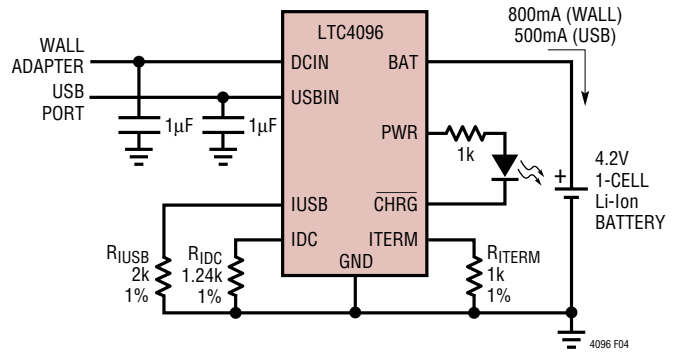 800mA (WALL)
500mA (USB)
LTC4096
WALL
ADAPTER
USB
PORT
DCIN
BAT
USBIN
1µF
1µF
PWR
1k
+
4.2V
1-CELL
Li-Ion
BATTERY
IUSB
CHRG
IDC
ITERM
GND
RIUSB
2k
1%
RIDC
1.24k
1%
RITERM
1k
1%
4096 F04